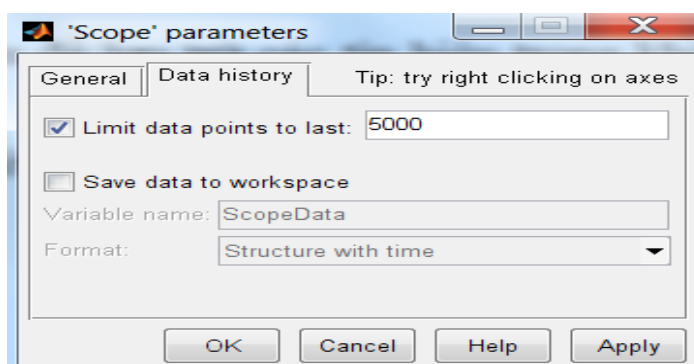 'Scope' parameters
General Data history Tip: try right clicking on axes
Limit data points to last: 5000
Save data to workspace
Variable name: ScopeData
Format: Structure with time
OK Cancel Help Apply